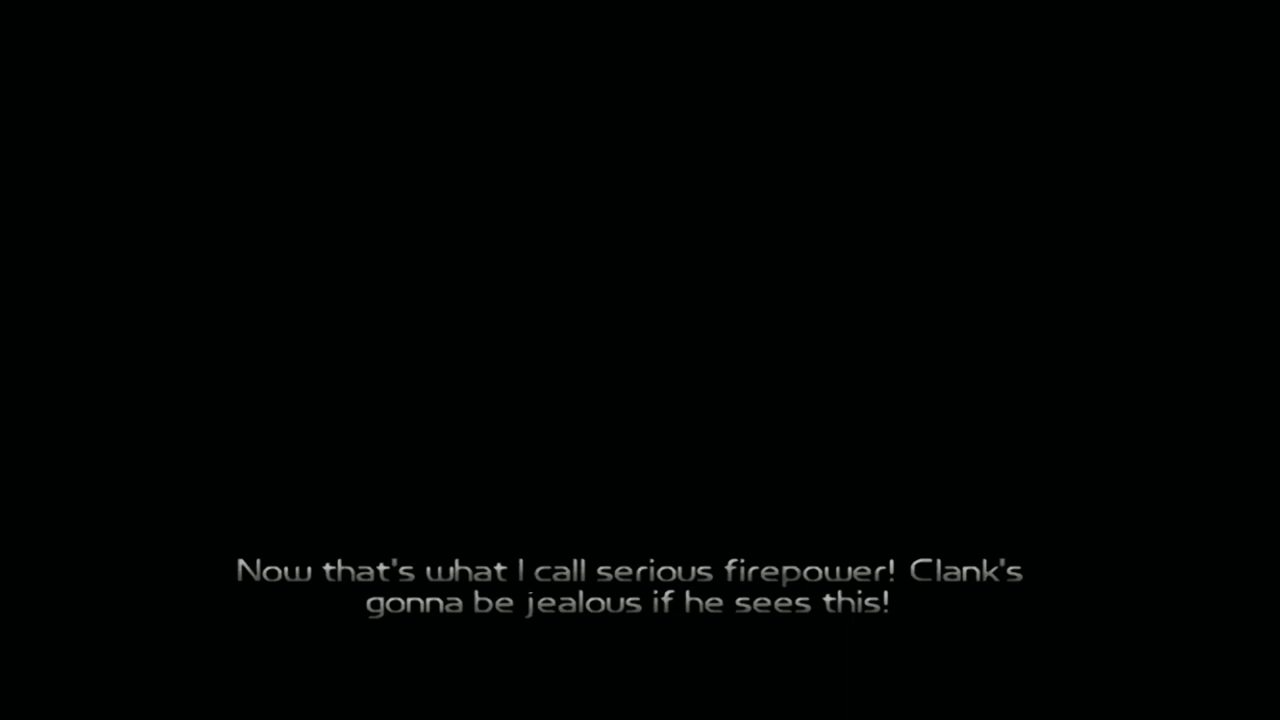 Now that's what I call serious firepower! Clank's
gonna be jealous if he sees this!